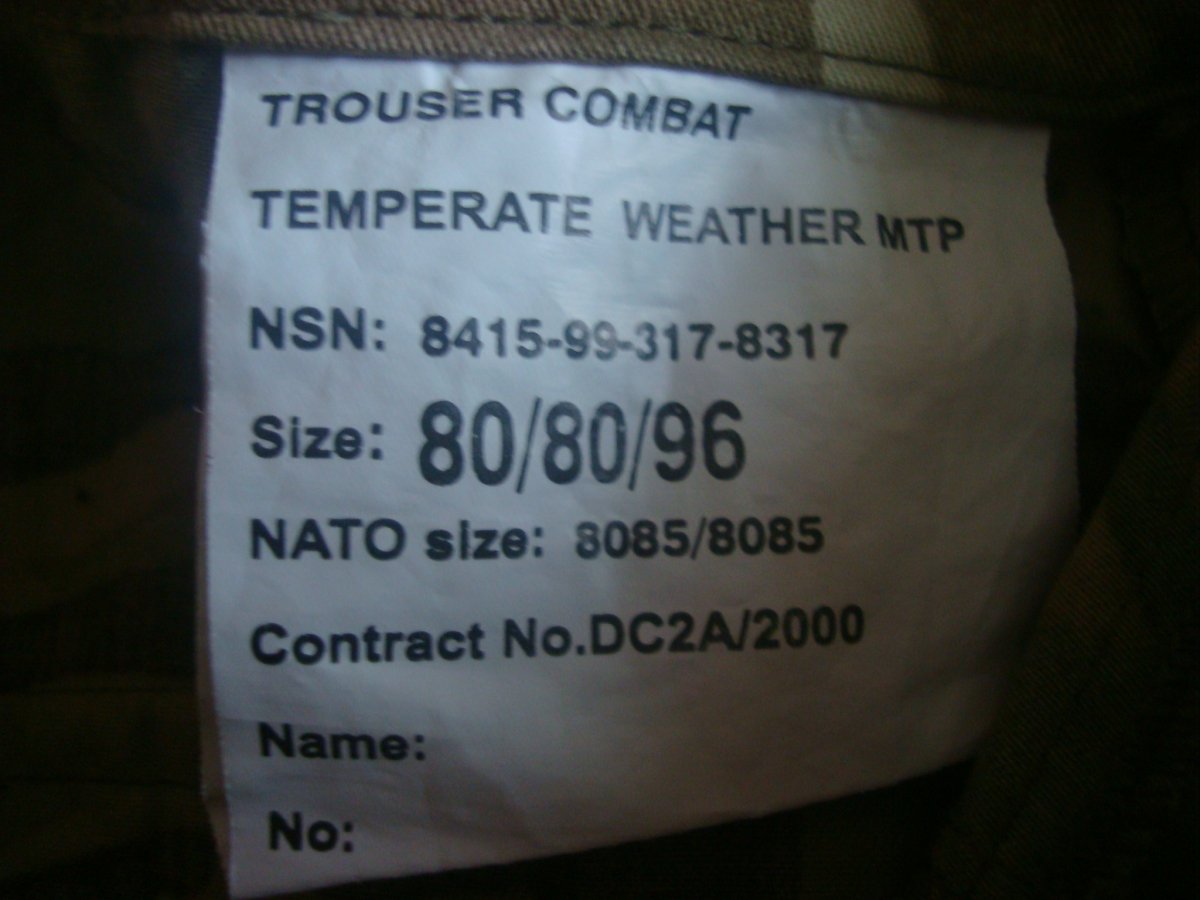 TROUSER COMBAT
TEMPERATE WEATHER MTP
NSN: 8415-99-317-8317
Size: 80/80/96
NATO size: 8085/8085
Contract No.DC2A/2000
Name:
No: